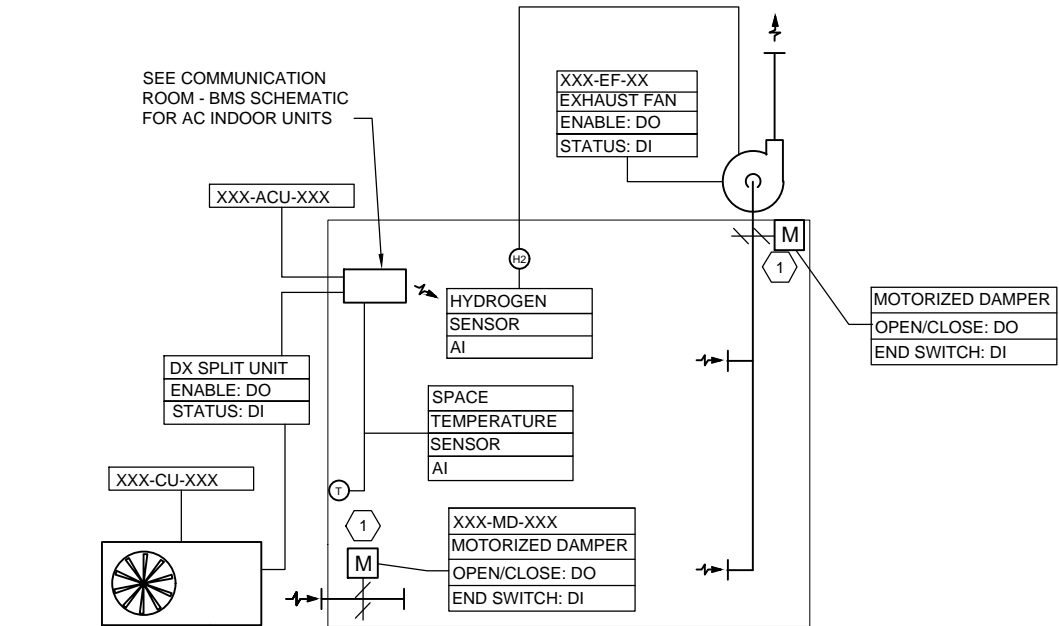 SEE COMMUNICATION
ROOM - BMS SCHEMATIC
FOR AC INDOOR UNITS
XXX-EF-XX
EXHAUST FAN
ENABLE: DO
STATUS: DI
XXX-ACU-XXX
M
1
H2
HYDROGEN
SENSOR
AI
MOTORIZED DAMPER
OPEN/CLOSE: DO
END SWITCH: DI
DX SPLIT UNIT
ENABLE: DO
STATUS: DI
SPACE
TEMPERATURE
SENSOR
AI
XXX-CU-XXX
T
1
M
XXX-MD-XXX
MOTORIZED DAMPER
OPEN/CLOSE: DO
END SWITCH: DI